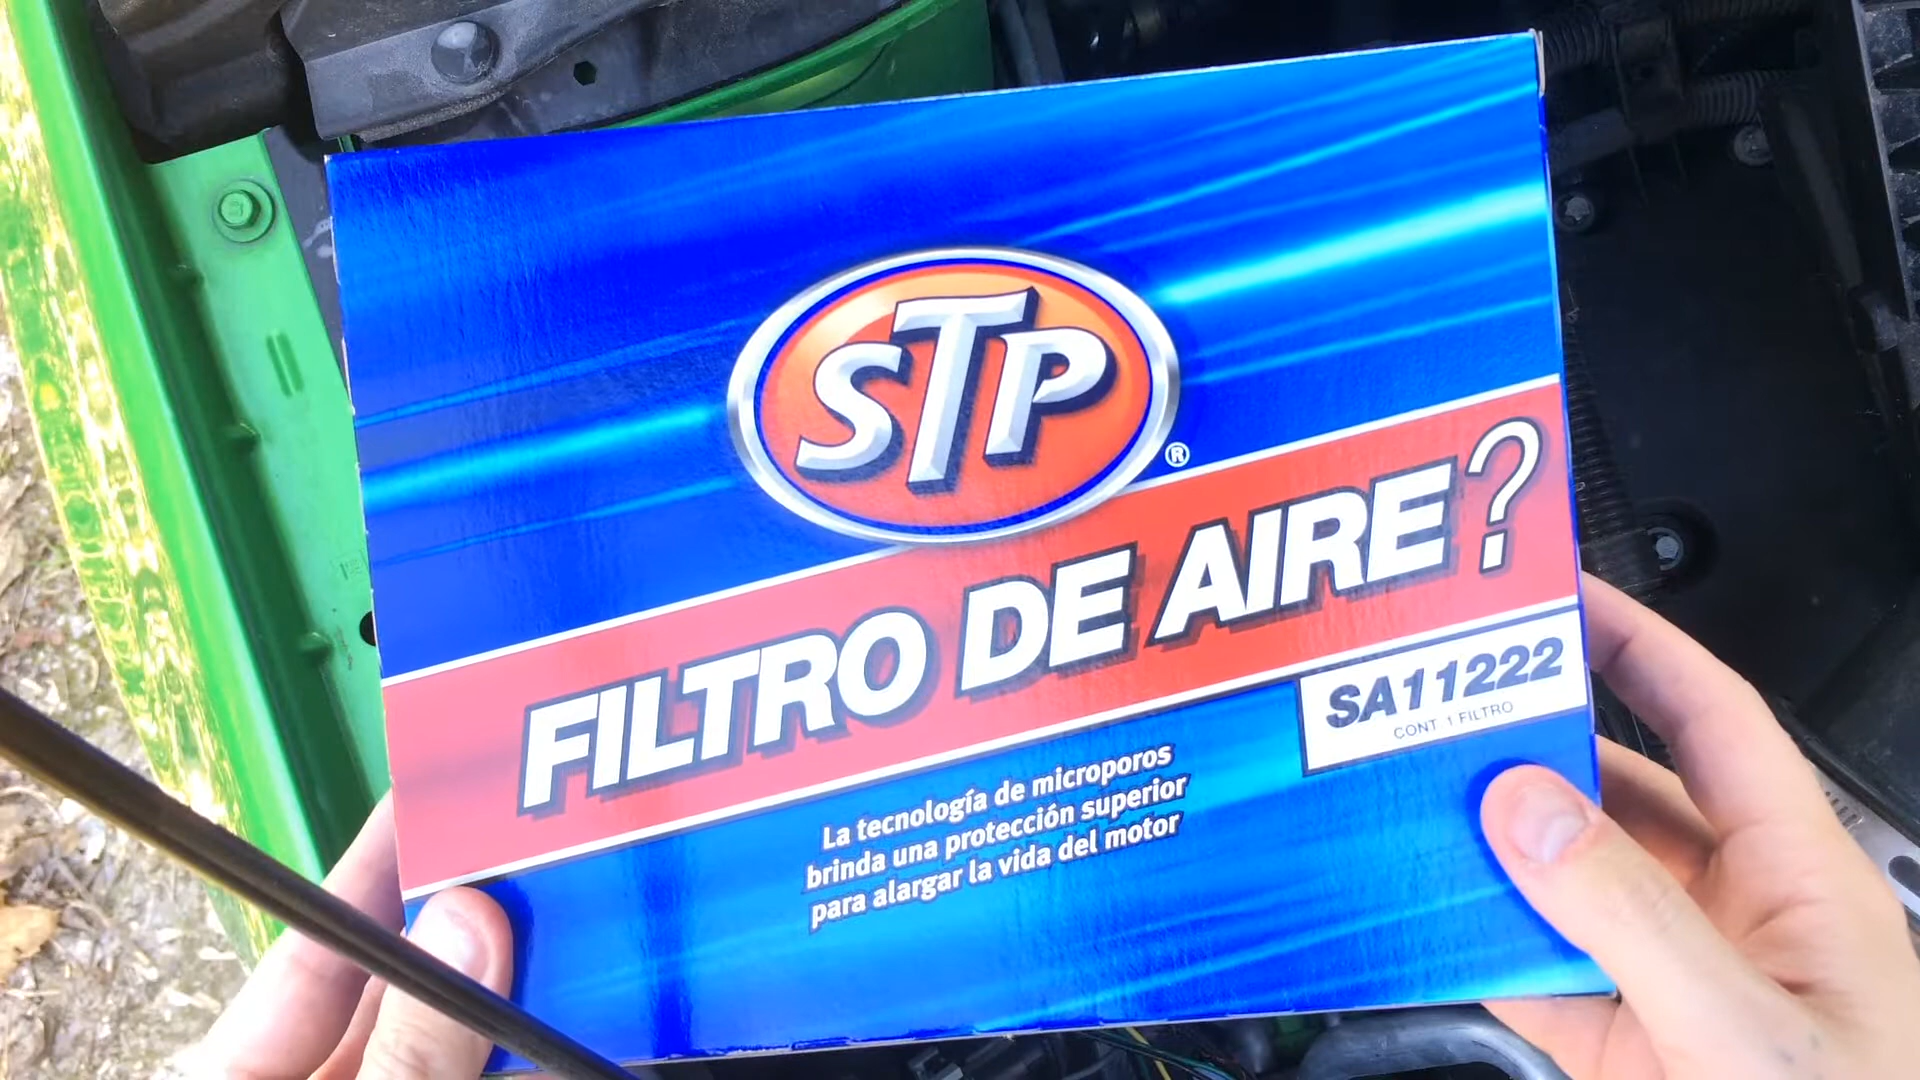 STP
®
FILTRO DE AIRE?
SA11222
CONT. 1 FILTRO
La tecnología de microporos
brinda una protección superior
para alargar la vida del motor